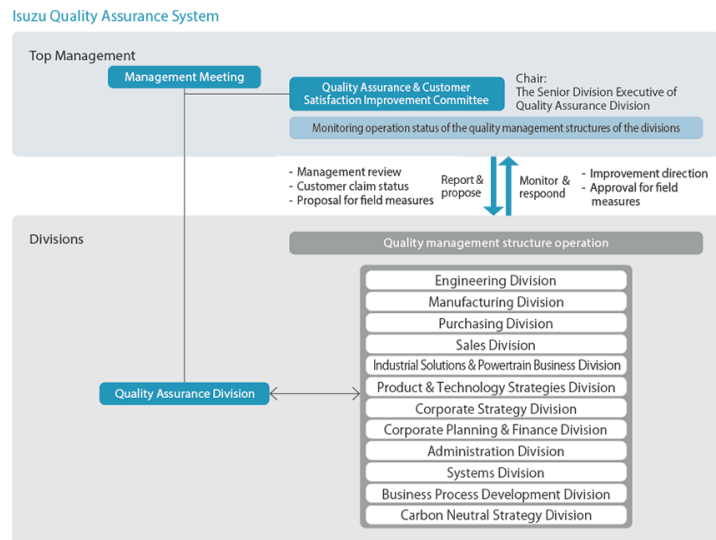 Isuzu Quality Assurance System
Top Management
Management Meeting
Quality Assurance & Customer
Satisfaction Improvement Committee
Chair:
The Senior Division Executive of
Quality Assurance Division
Monitoring operation status of the quality management structures of the divisions
- Management review
- Customer claim status
- Proposal for field measures
Report &
propose
Monitor &
respoond
- Improvement direction
- Approval for field
measures
Divisions
Quality management structure operation
Engineering Division
Manufacturing Division
Purchasing Division
Sales Division
Industrial Solutions & Powertrain Business Division
Quality Assurance Division
Product & Technology Strategies Division
Corporate Strategy Division
Corporate Planning & Finance Division
Administration Division
Systems Division
Business Process Development Division
Carbon Neutral Strategy Division